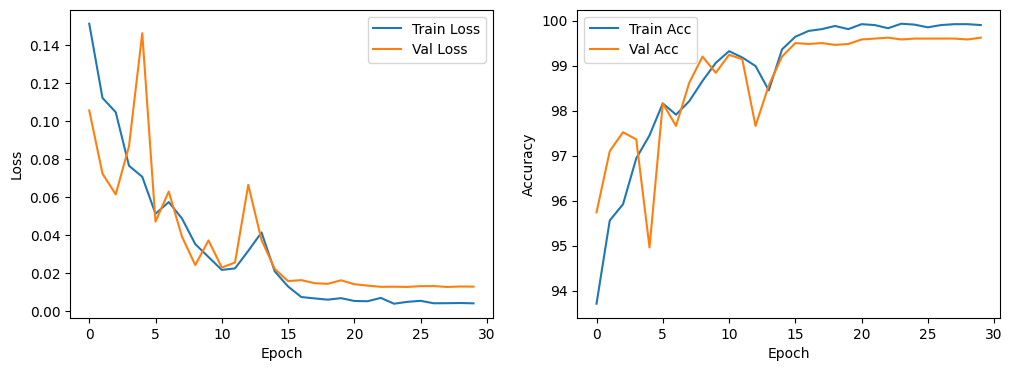 Train Loss
Val Loss
0.14
0.12
0.10
0.08
0.06
0.04
0.02
0.00
Loss
0 5 10 15 20 25 30
Epoch
Train Acc
Val Acc
100
99
98
97
96
95
94
Accuracy
0 5 10 15 20 25 30
Epoch